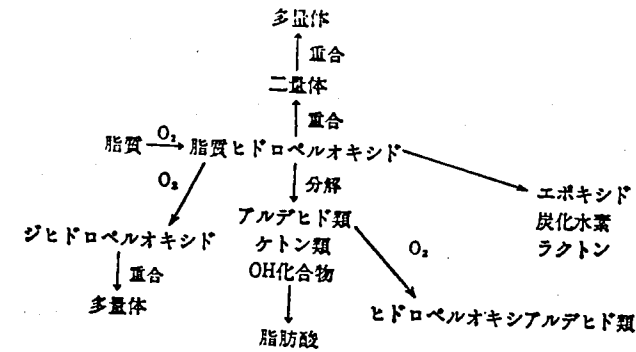 多量体
重合
二量体
重合
脂質 O₂ 脂質ヒドロペルオキシド
O₂
分解
エポキシド
炭化水素
ラクトン
アルデヒド類
ケトン類
OH化合物
O₂
ジヒドロペルオキシド
重合
多量体
ヒドロペルオキシアルデヒド類
脂肪酸